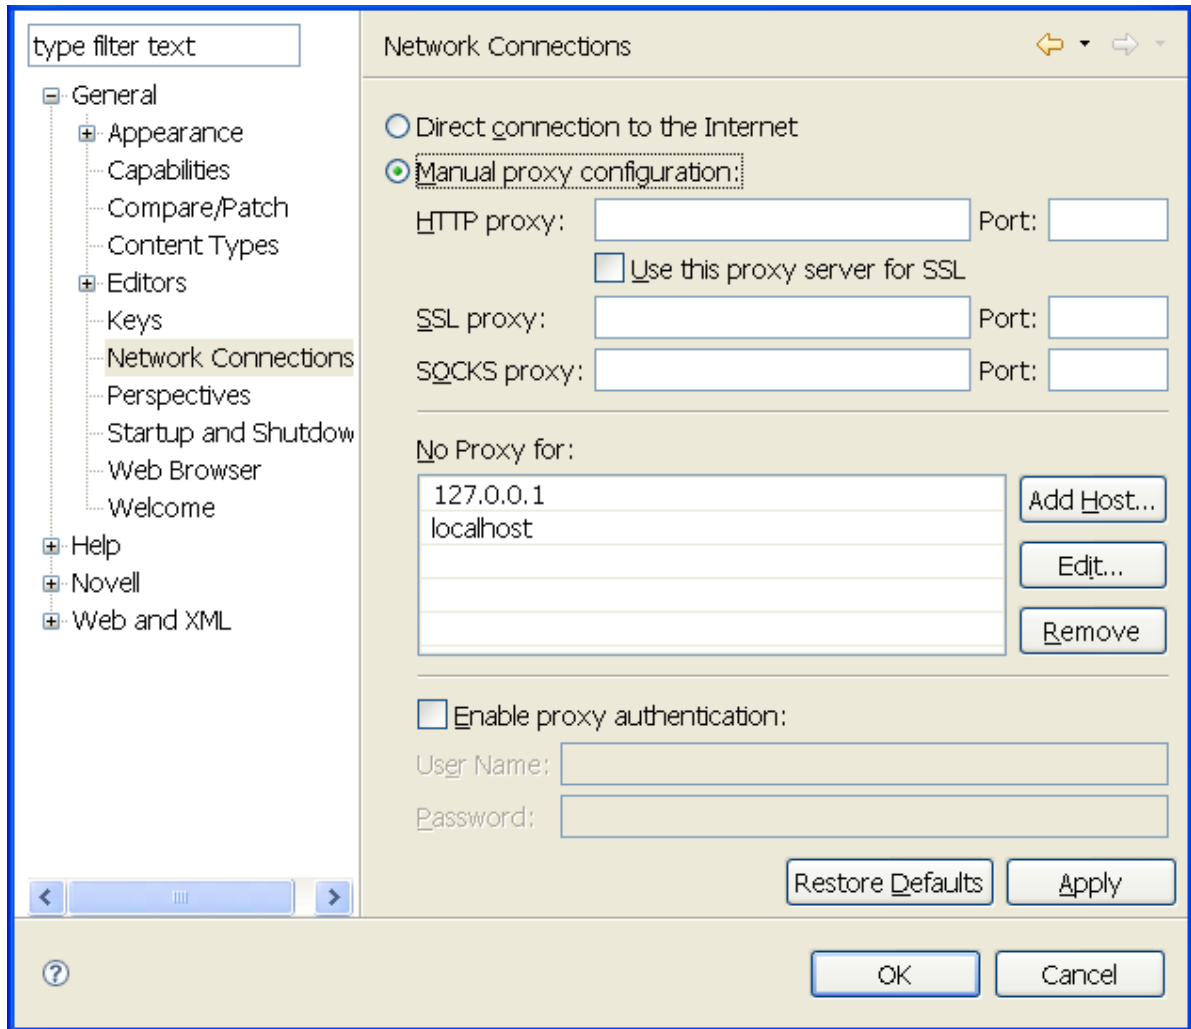 type filter text
General
Appearance
Capabilities
Compare/Patch
Content Types
Editors
Keys
Network Connections
Perspectives
Startup and Shutdow
Web Browser
Welcome
Help
Novell
Web and XML
Network Connections
Direct connection to the Internet
Manual proxy configuration:
HTTP proxy: Port:
Use this proxy server for SSL
SSL proxy: Port:
SOCKS proxy: Port:
No Proxy for:
127.0.0.1
localhost
Add Host...
Edit...
Remove
Enable proxy authentication:
User Name:
Password:
Restore Defaults Apply
? OK Cancel